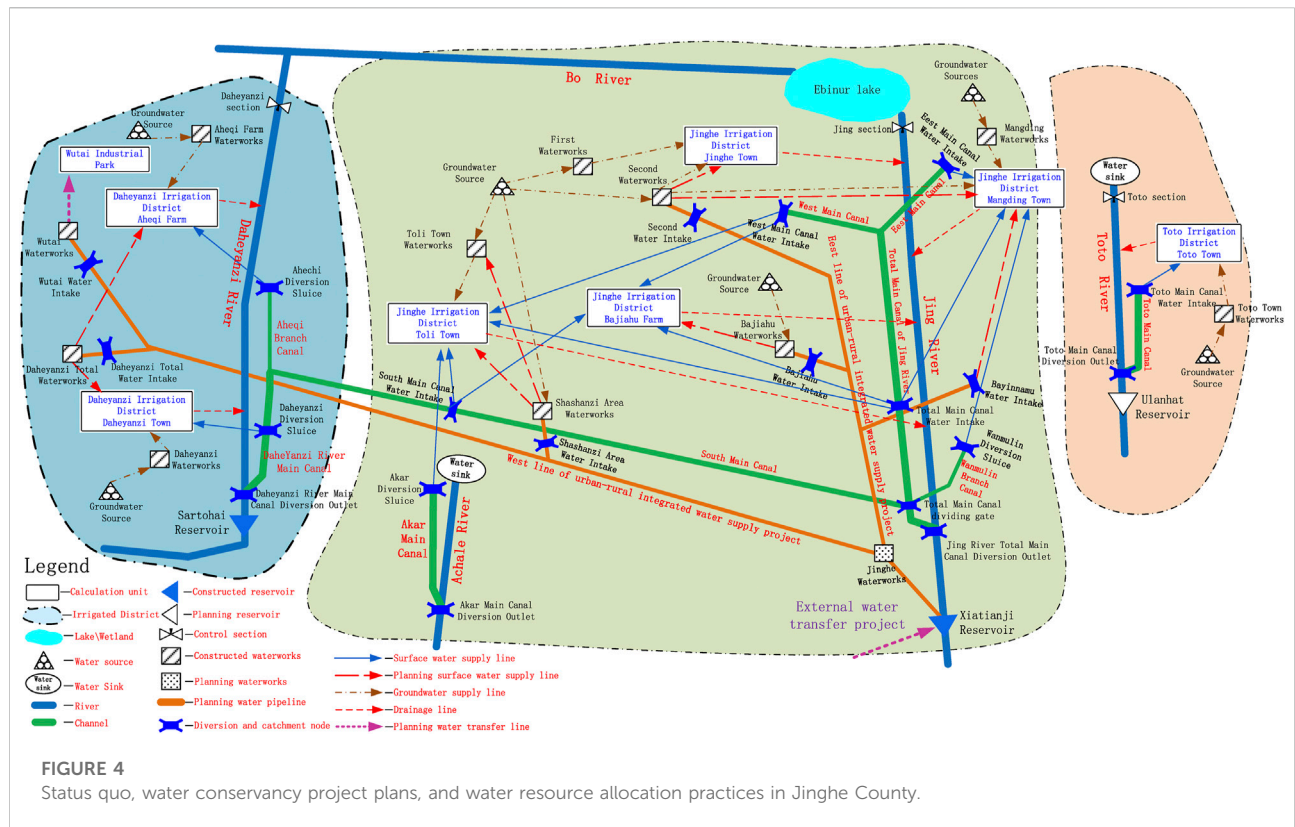 Bo River
Ebinur lake
Daheyanzi
section
Groundwater
Source
Aheqi Farm
Waterworks
Wutai Industrial
Park
Daheyanzi Irrigation
District
Aheqi Farm
Wutai
Waterworks
Wutai Water
Intake
Daheyanzi River
Ahechi
Diversion
Sluice
Aheqi
Branch
Canal
Daheyanzi Total
Waterworks
Daheyanzi Total
Water Intake
Daheyanzi Irrigation
District
Daheyanzi Town
Daheyanzi
Diversion
Sluice
DaheYanzi River
Main Canal
Daheyanzi
Waterworks
Groundwater
Source
Daheyanzi River Main
Canal Diversion Outlet
Sartohai
Reservoir
First
Waterworks
Groundwater
Source
Second
Waterworks
Jinghe Irrigation
District
Jinghe Town
Jing section
Eest Main Canal
Water Intake
Eest Main Canal
Groundwater
Sources
Mangding
Waterworks
Jinghe Irrigation
District
Mangding Town
Toli Town
Waterworks
Second
Water Intake
West Main Canal
West Main Canal
Water Intake
Eest line of urban-rural integrated water supply project
Total Main Canal of Jing River
Jing River
Groundwater
Source
Bajiahu
Waterworks
Bajiahu
Water Intake
Jinghe Irrigation
District
Toli Town
Jinghe Irrigation
District
Bajiahu Farm
South Main Canal
Water Intake
Shashanzi Area
Waterworks
Shashanzi Area
Water Intake
Total Main Canal
Water Intake
Bayinnamu
Water Intake
Wanmulin
Diversion
Sluice
Wanmulin
Branch
Canal
South Main Canal
West line of urban-rural integrated water supply project
Total Main Canal
dividing gate
Jing River Total Main
Canal Diversion Outlet
Jinghe
Waterworks
Xiatianji
Reservoir
External water
transfer project
Akar
Diversion
Sluice
Water
sink
Akar
Main
Canal
Achale River
Akar Main Canal
Diversion Outlet
Water
sink
Toto section
Toto River
Toto Irrigation
District
Toto Town
Toto Main Canal
Water Intake
Toto Main Canal
Toto Town
Waterworks
Groundwater
Source
Toto Main Canal
Diversion Outlet
Ulanhat
Reservoir
Legend
—Calculation unit
—Constructed reservoir
—Irrigated District
—Planning reservoir
—Lake\Wetland
—Control section
—Water source
—Constructed waterworks
Water
sink
—Water Sink
—Planning waterworks
—River
—Planning water pipeline
—Channel
—Diversion and catchment node
—Surface water supply line
—Planning surface water supply line
—Groundwater supply line
—Drainage line
—Planning water transfer line
FIGURE 4
Status quo, water conservancy project plans, and water resource allocation practices in Jinghe County.